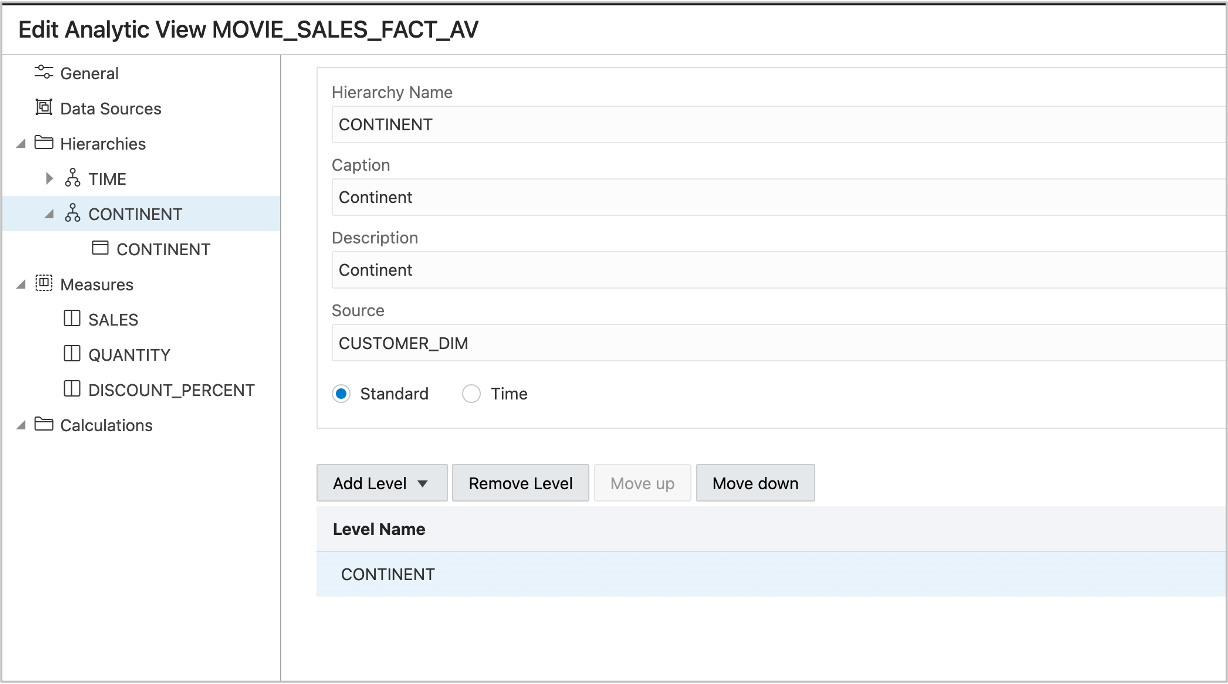 Edit Analytic View MOVIE_SALES_FACT_AV
General
Data Sources
Hierarchies
TIME
CONTINENT
CONTINENT
Measures
SALES
QUANTITY
DISCOUNT_PERCENT
Calculations
Hierarchy Name
CONTINENT
Caption
Continent
Description
Continent
Source
CUSTOMER_DIM
Standard Time
Add Level Remove Level Move up Move down
Level Name
CONTINENT